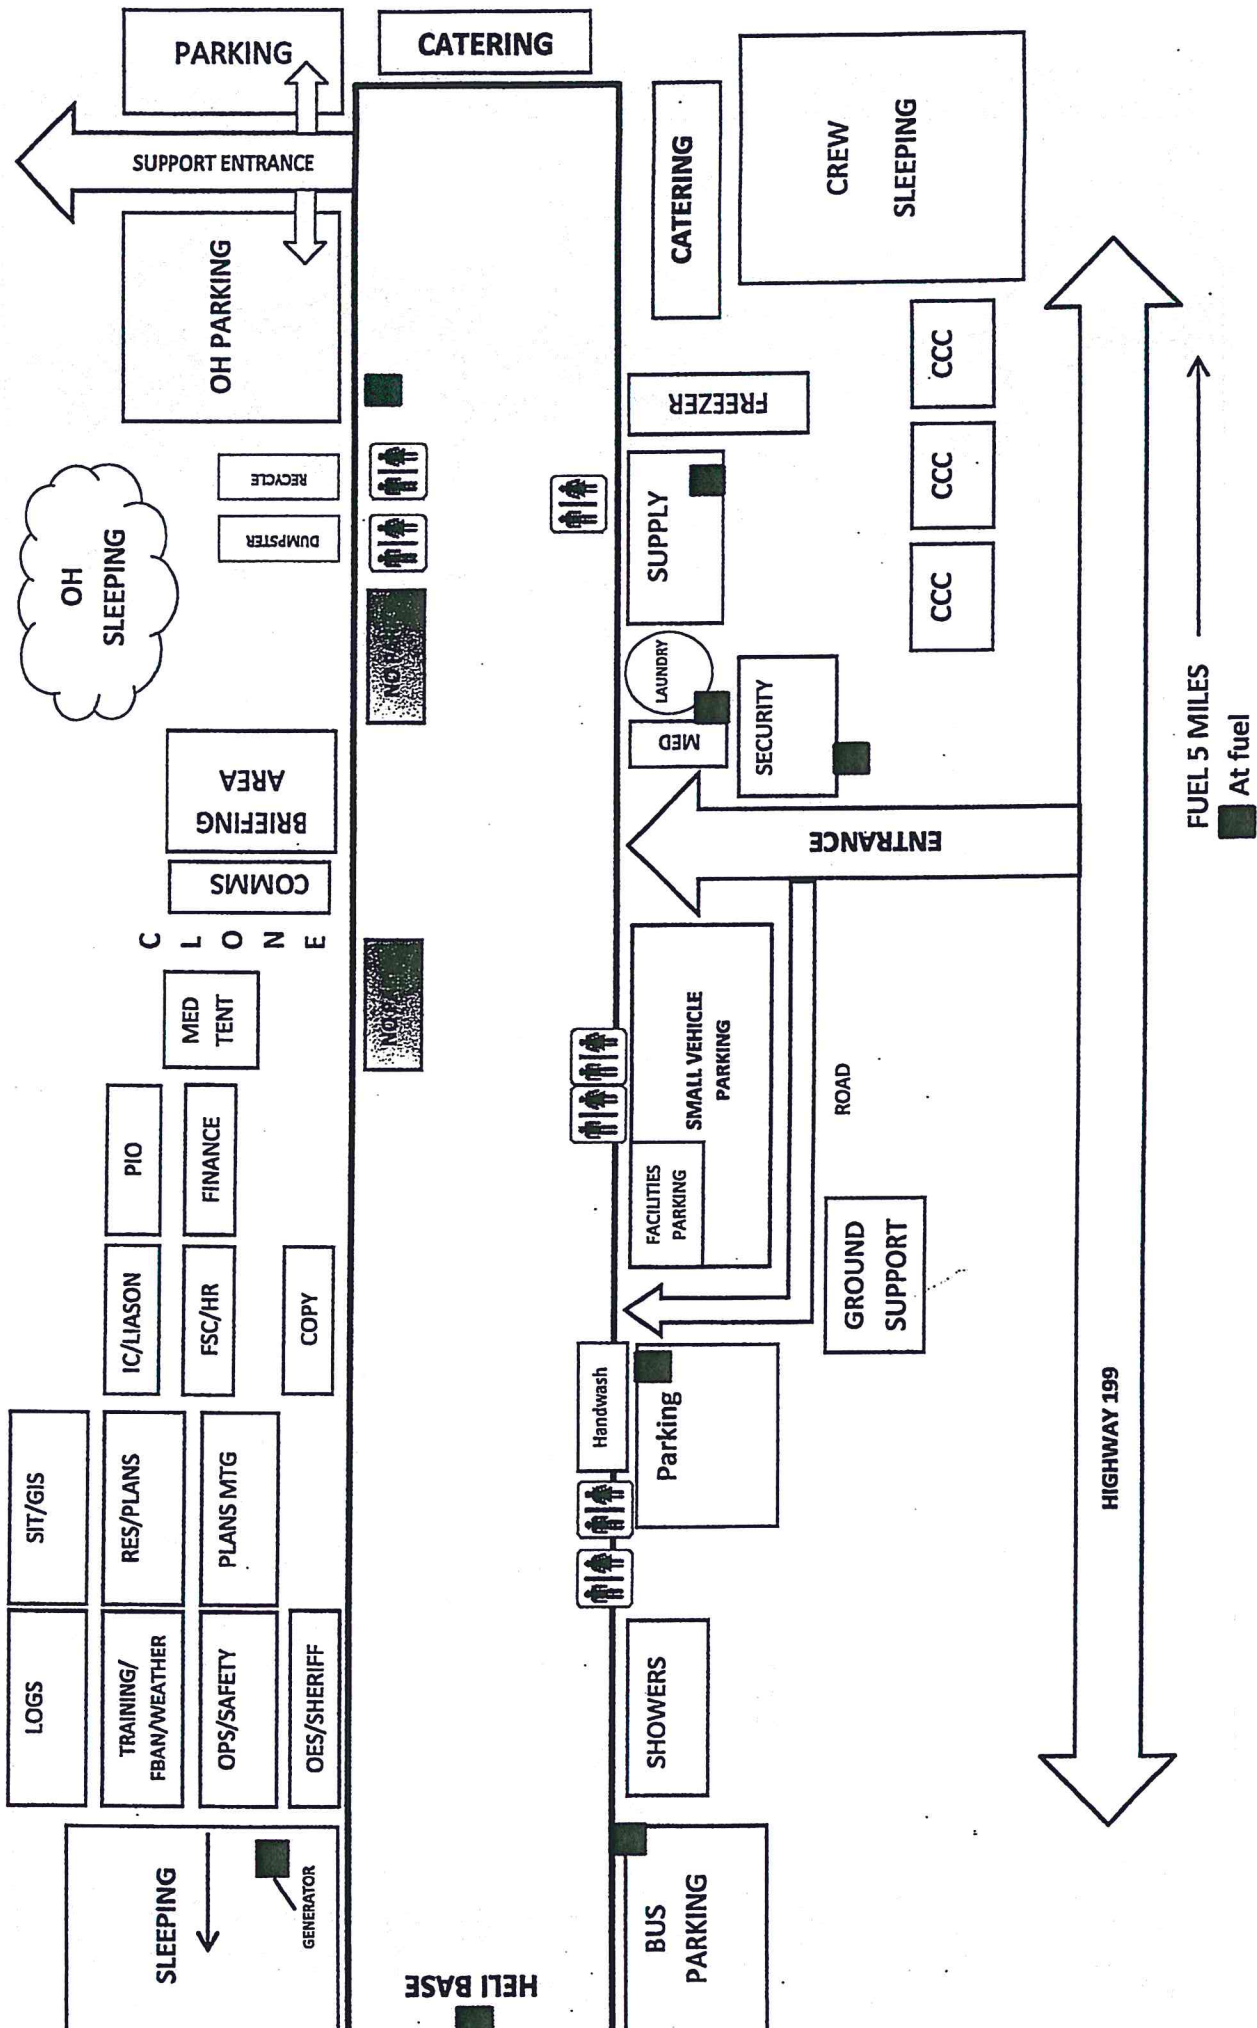 PARKING
CATERING
SUPPORT ENTRANCE
OH PARKING
CATERING
CREW
SLEEPING
RECYCLE
DUMPSTER
OH
SLEEPING
FREEZER
SUPPLY
CCC
CCC
CCC
LAUNDRY
MED
SECURITY
BRIEFING
AREA
COMMS
C
L
O
N
E
MED
TENT
ENTRANCE
FUEL 5 MILES
At fuel
SMALL VEHICLE
PARKING
FACILITIES
PARKING
ROAD
PIO
FINANCE
IC/LIASON
FSC/HR
COPY
GROUND
SUPPORT
Handwash
Parking
HIGHWAY 199
SIT/GIS
RES/PLANS
PLANS MTG
LOGS
TRAINING/
FBAN/WEATHER
OPS/SAFETY
OES/SHERIFF
SHOWERS
SLEEPING
GENERATOR
HELI BASE
BUS
PARKING